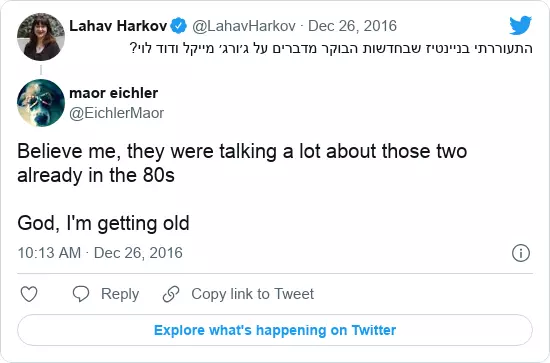 Lahav Harkov @LahavHarkov · Dec 26, 2016
התעוררתי בניינטיז שבחדשות הבוקר מדברים על ג׳ורג׳ מייקל ודוד לוי?
maor eichler
@EichlerMaor
Believe me, they were talking a lot about those two
already in the 80s
God, I'm getting old
10:13 AM · Dec 26, 2016
Reply
Copy link to Tweet
Explore what's happening on Twitter